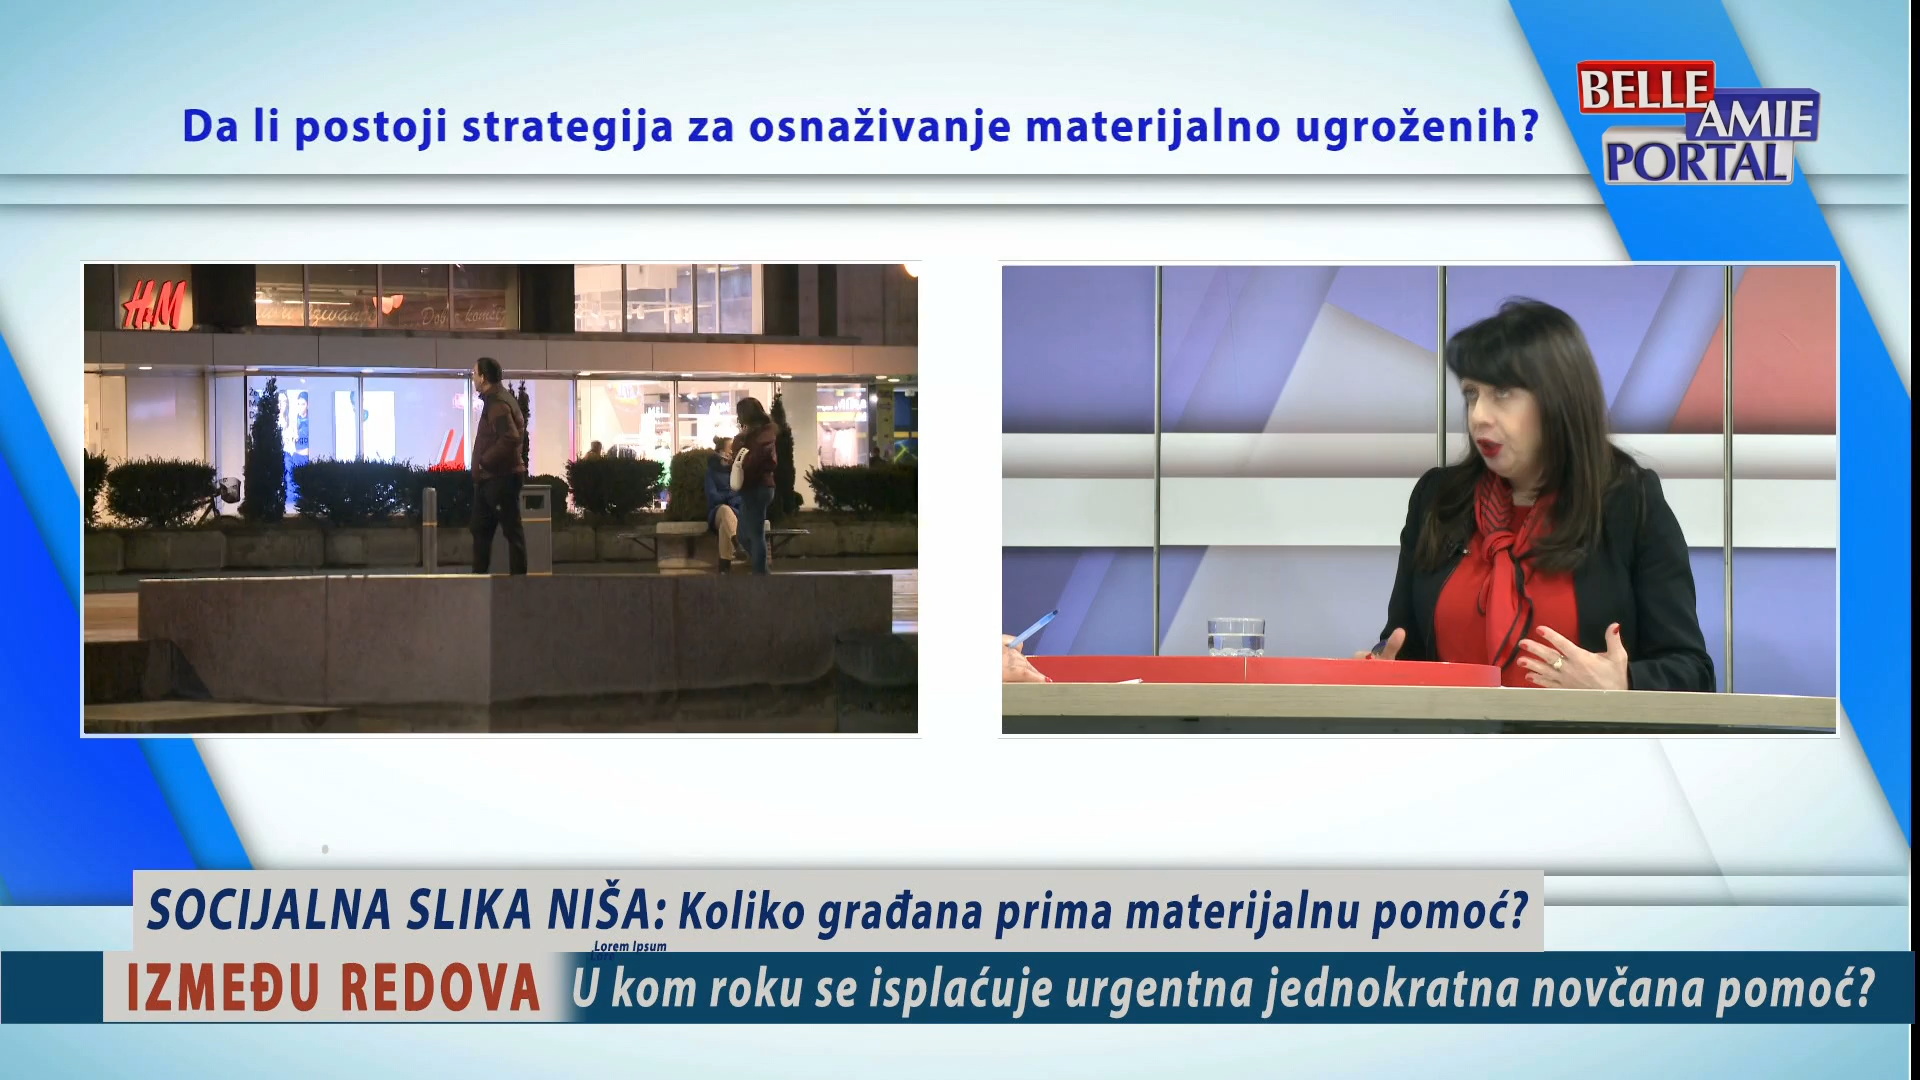 Da li postoji strategija za osnaživanje materijalno ugroženih?
BELLE
AMIE
PORTAL
H&M
SOCIJALNA SLIKA NIŠA: Koliko građana prima materijalnu pomoć?
Lorem Ipsum
Lore
IZMEĐU REDOVA
U kom roku se isplaćuje urgentna jednokratna novčana pomoć?